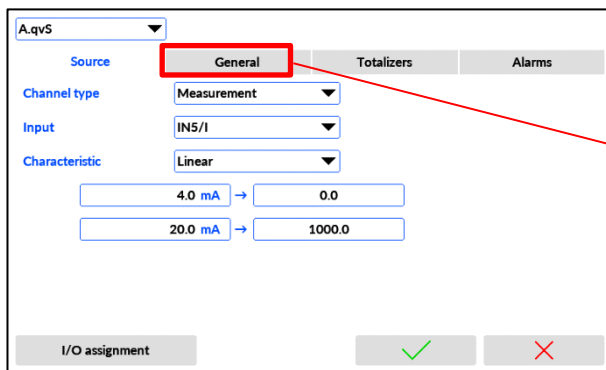 A.qvS
Source General Totalizers Alarms
Channel type Measurement
Input IN5/I
Characteristic Linear
4.0 mA → 0.0
20.0 mA → 1000.0
I/O assignment